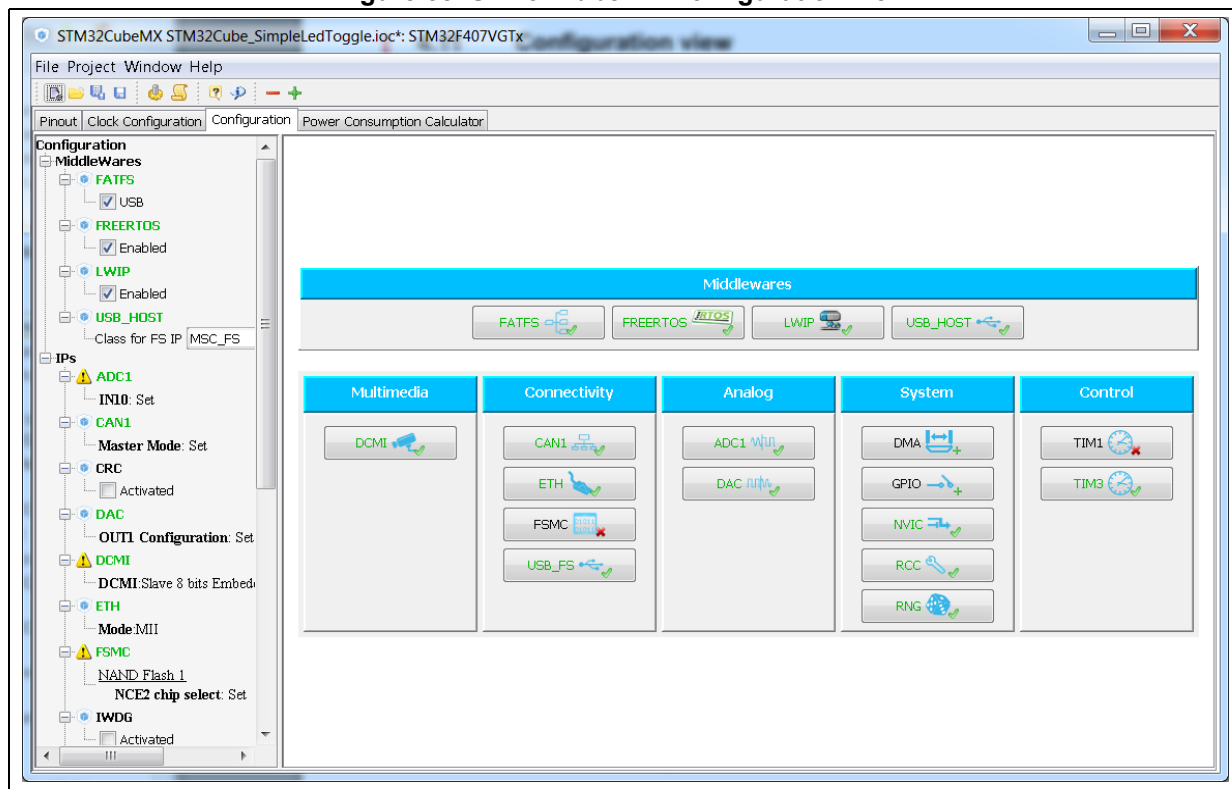 STM32CubeMX STM32Cube_SimpleLedToggle.ioc*: STM32F407VGTx
Configuration view
File Project Window Help
Pinout Clock Configuration Configuration Power Consumption Calculator
Configuration
MiddleWares
FATFS
USB
FREERTOS
Enabled
LWIP
Enabled
USB_HOST
Class for FS IP MSC_FS
IPs
ADC1
IN10: Set
CAN1
Master Mode: Set
CRC
Activated
DAC
OUT1 Configuration: Set
DCMI
DCMI:Slave 8 bits
ETH
Mode:MII
FSMC
NAND Flash 1
NCE2 chip select: Set
IWDG
Activated
Middlewares
FATFS FREERTOS RTOS LWIP USB_HOST
Multimedia Connectivity Analog System Control
DCMI CAN1 ADC1 DMA TIM1
ETH DAC GPIO TIM3
FSMC NVIC
USB_FS RCC
RNG